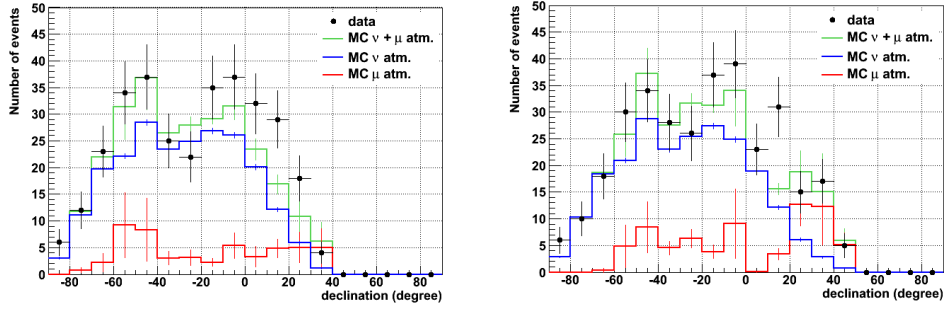 Number of events
50
45
40
35
30
25
20
15
10
5
0
data
MC ν + μ atm.
MC ν atm.
MC μ atm.
-80 -60 -40 -20 0 20 40 60 80
declination (degree)
Number of events
50
45
40
35
30
25
20
15
10
5
0
data
MC ν + μ atm.
MC ν atm.
MC μ atm.
-80 -60 -40 -20 0 20 40 60 80
declination (degree)